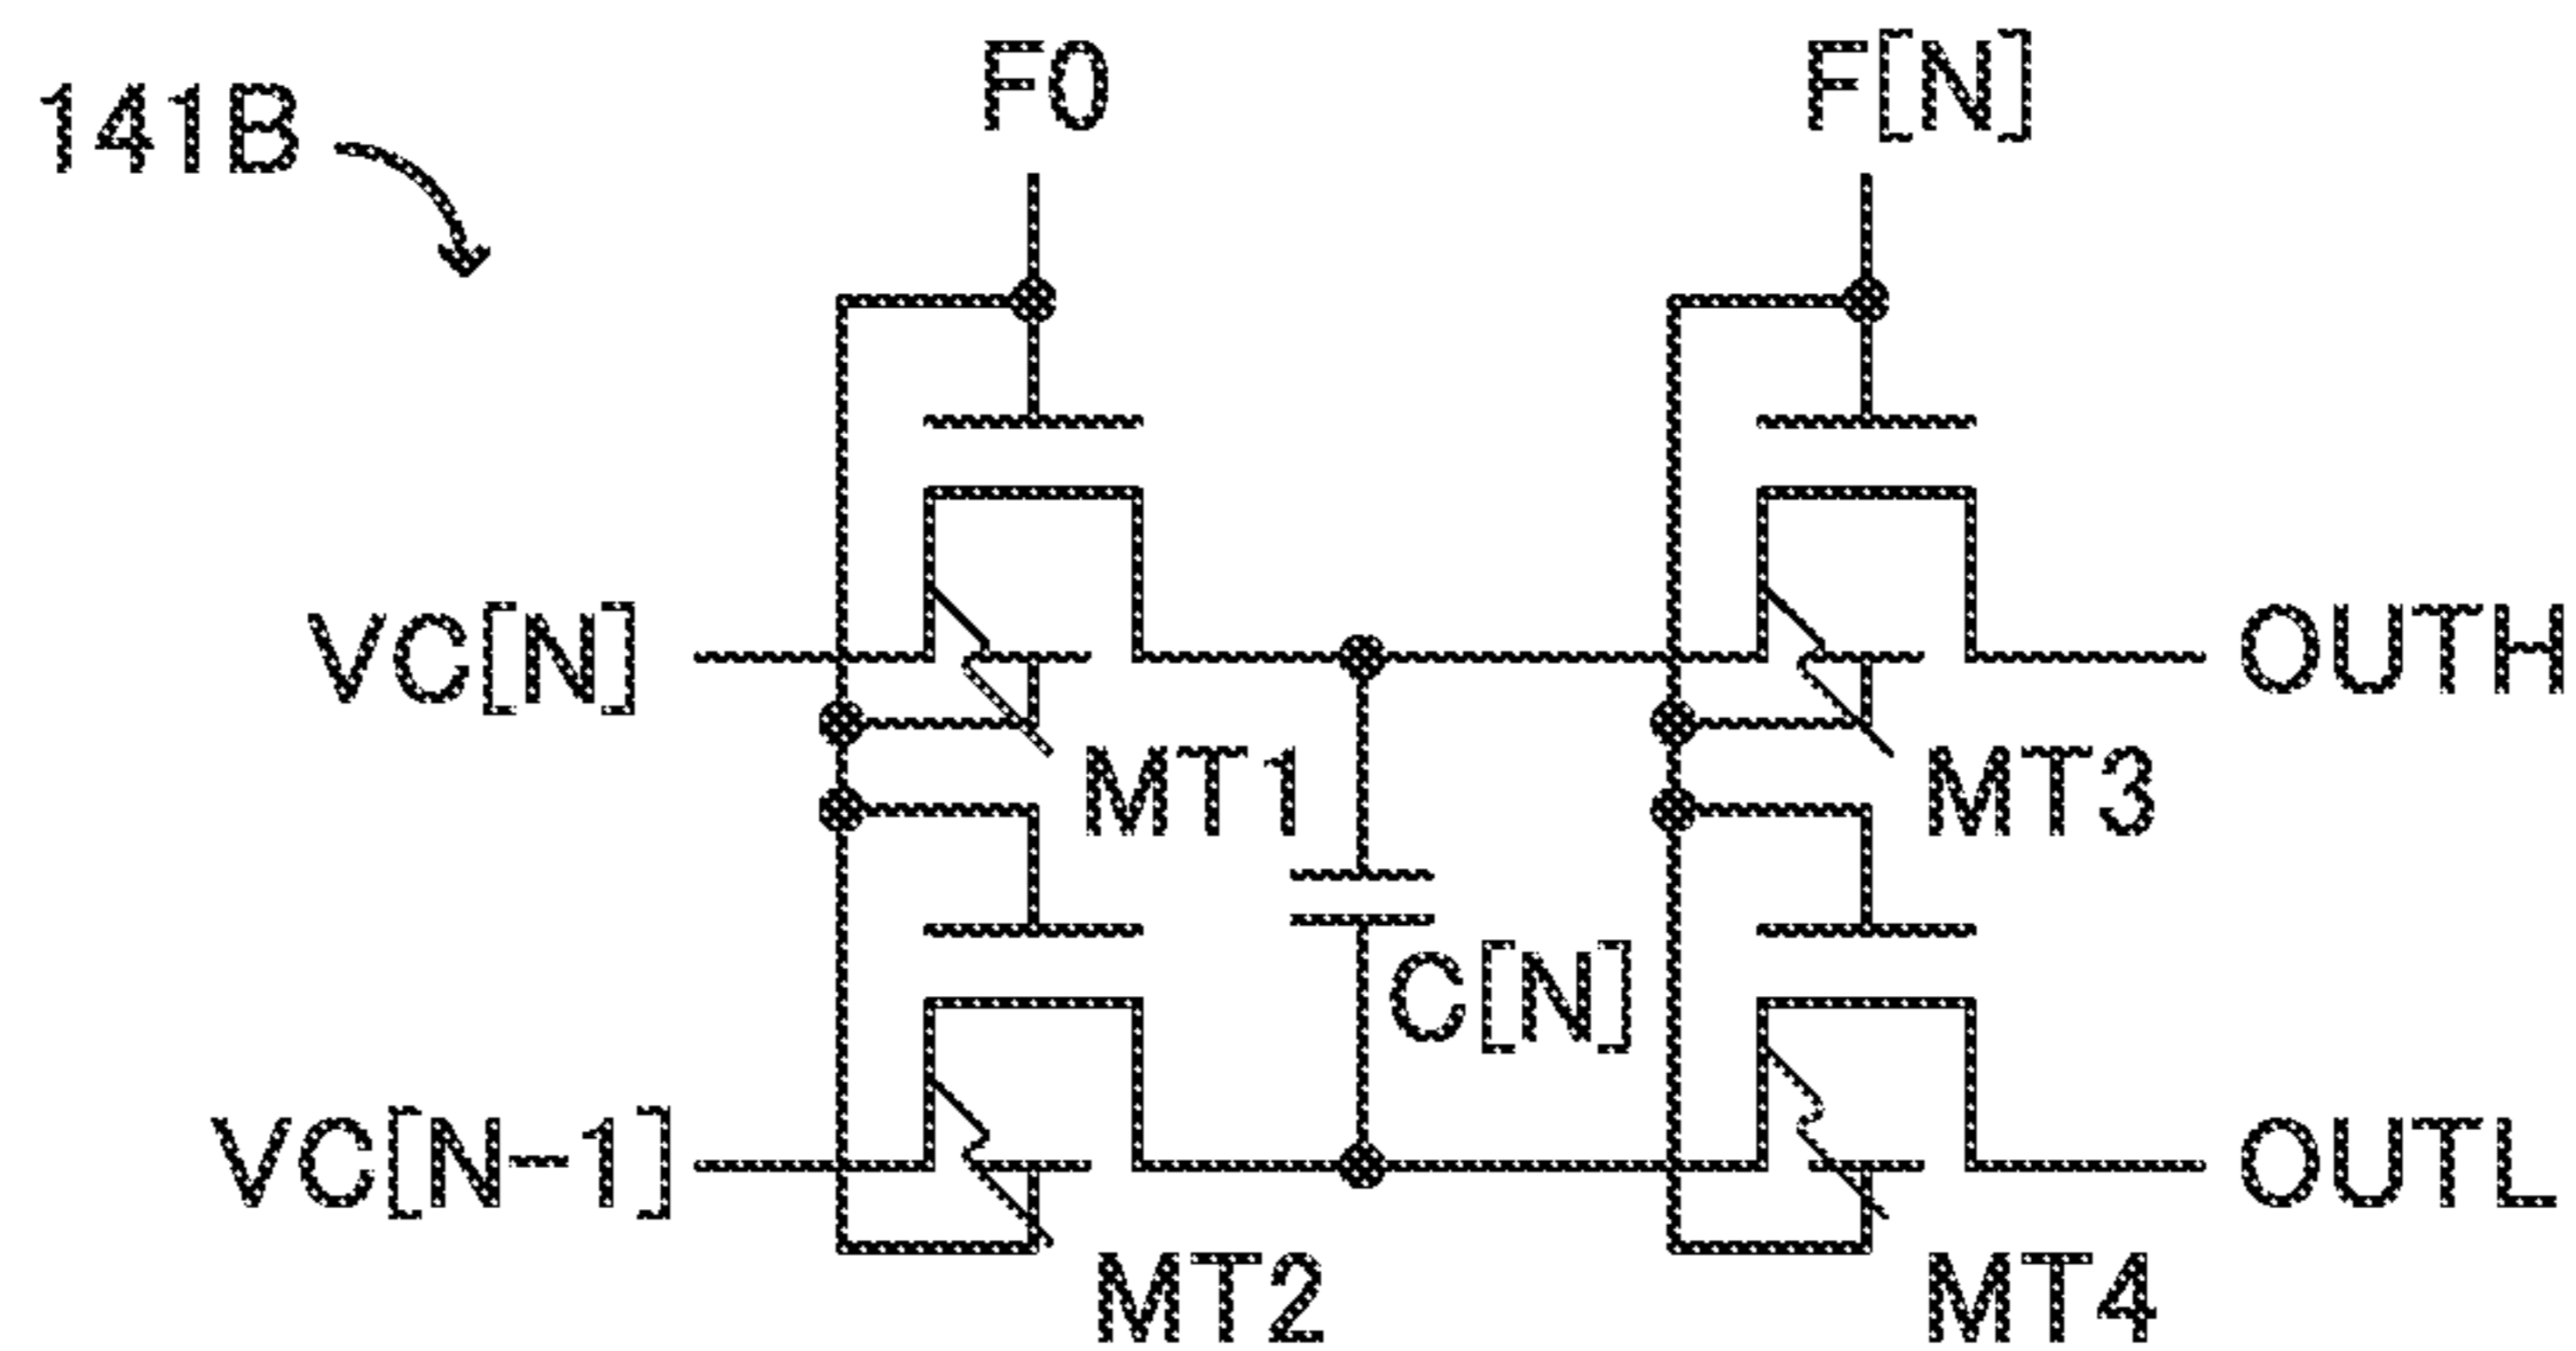 141B
F0
F[N]
VC[N]
OUTH
MT1
MT3
C[N]
VC[N-1]
OUTL
MT2
MT4